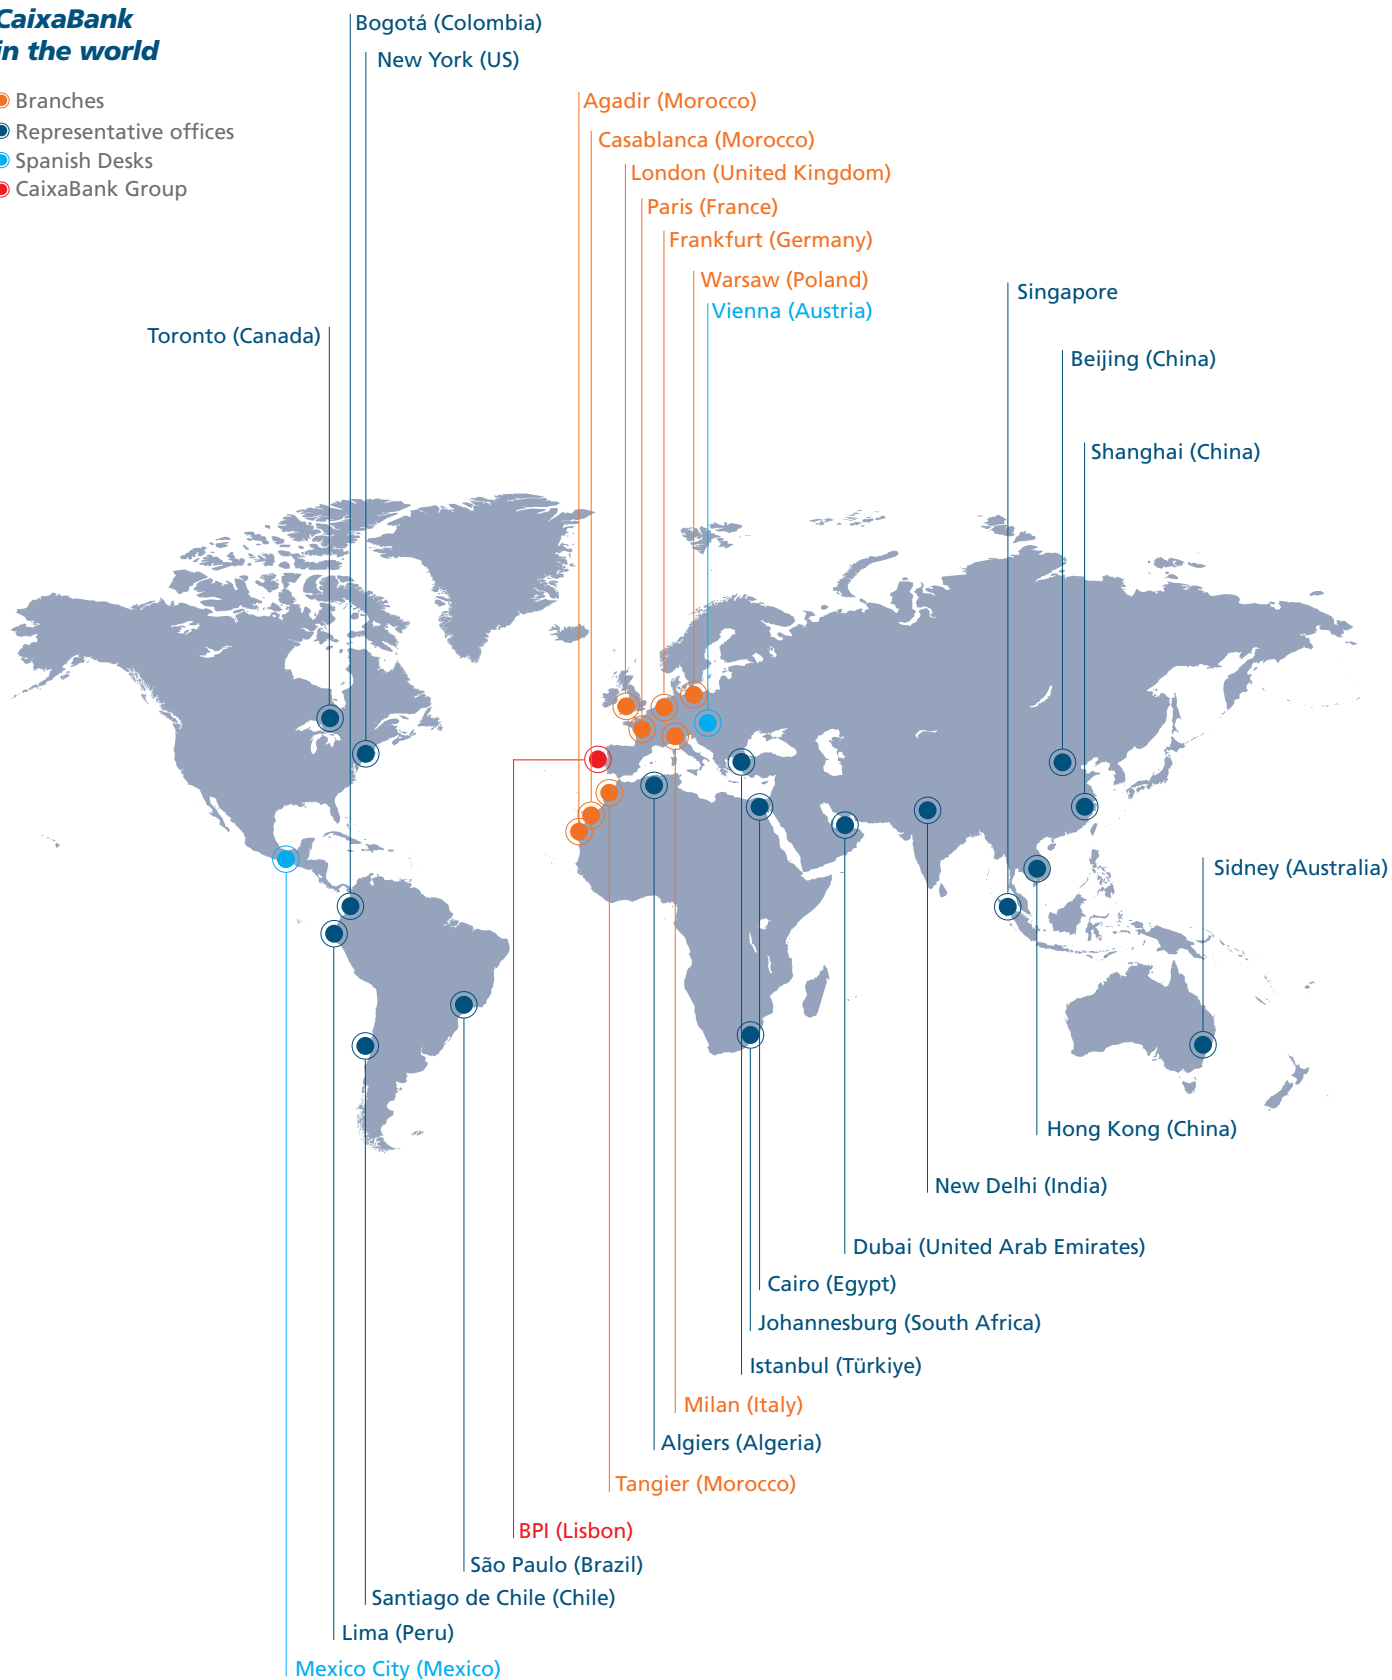 CaixaBank
in the world
Branches
Representative offices
Spanish Desks
CaixaBank Group
Bogotá (Colombia)
New York (US)
Agadir (Morocco)
Casablanca (Morocco)
London (United Kingdom)
Paris (France)
Frankfurt (Germany)
Warsaw (Poland)
Vienna (Austria)
Singapore
Toronto (Canada)
Beijing (China)
Shanghai (China)
Sidney (Australia)
Hong Kong (China)
New Delhi (India)
Dubai (United Arab Emirates)
Cairo (Egypt)
Johannesburg (South Africa)
Istanbul (Türkiye)
Milan (Italy)
Algiers (Algeria)
Tangier (Morocco)
BPI (Lisbon)
São Paulo (Brazil)
Santiago de Chile (Chile)
Lima (Peru)
Mexico City (Mexico)